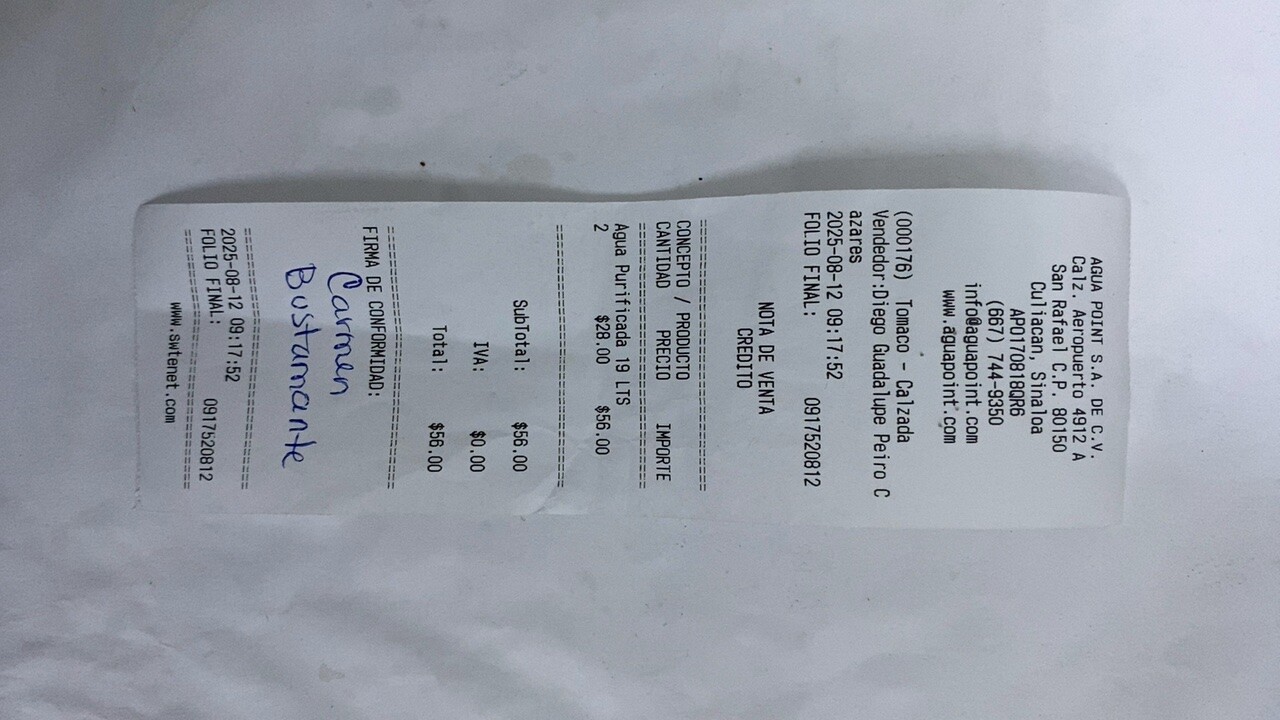 AGUA POINT S.A. DE C.V.
Calz. Aeropuerto 4912 A
San Rafael C.P. 80150
Culiacan, Sinaloa
APO170818QR6
(667) 744-9350
info@aguapoint.com
www.aguapoint.com
(000176) Tomaco - Calzada
Vendedor:Diego Guadalupe Peiro C
azares
2025-08-12 09:17:52
FOLIO FINAL: 0917520812
NOTA DE VENTA
CREDITO
CONCEPTO / PRODUCTO
CANTIDAD PRECIO IMPORTE
Agua Purificada 19 LTS
2 $28.00 $56.00
SubTotal: $56.00
IVA: $0.00
Total: $56.00
FIRMA DE CONFORMIDAD:
Carmen
Bustamante
2025-08-12 09:17:52
FOLIO FINAL: 0917520812
www.swtenet.com